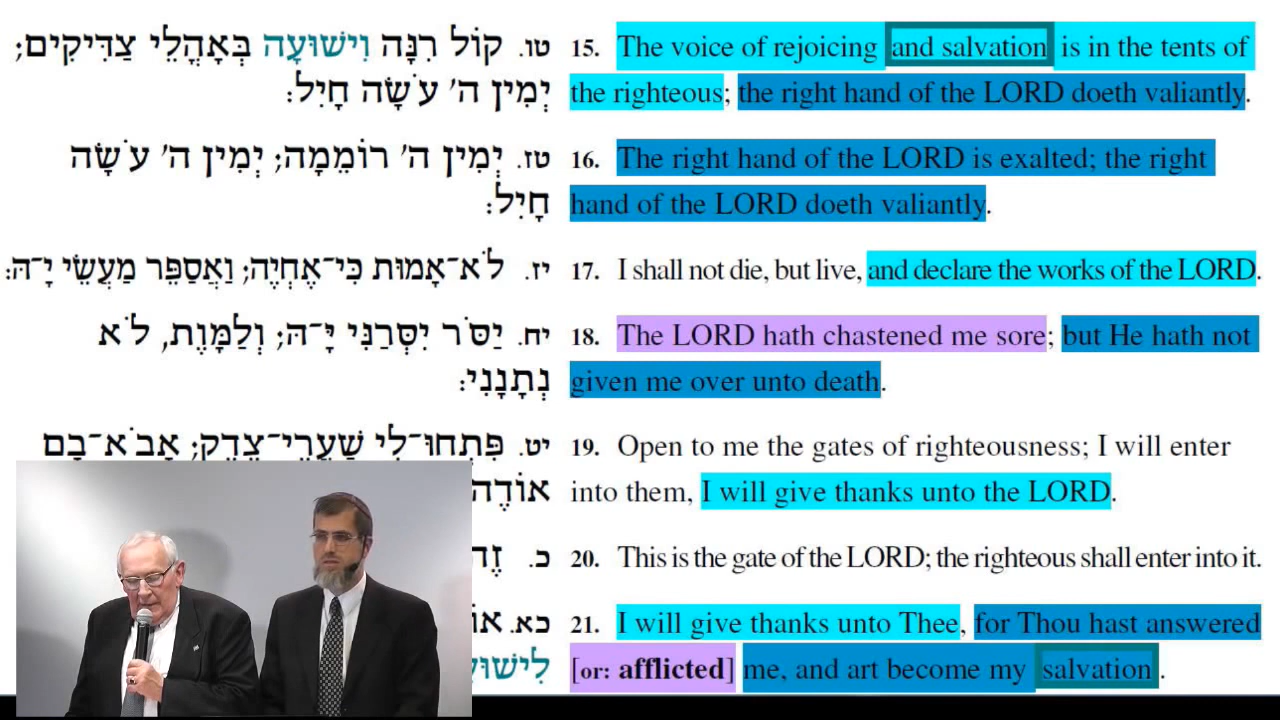 טו. קוֹל רִנָּה וִישׁוּעָה בְּאָהֳלֵי צַדִּיקִים;
יְמִין ה' עֹשָׂה חָיִל:
15. The voice of rejoicing and salvation is in the tents of
the righteous; the right hand of the LORD doeth valiantly.
טז. יְמִין ה' רוֹמֵמָה; יְמִין ה' עֹשָׂה
חָיִל:
16. The right hand of the LORD is exalted; the right
hand of the LORD doeth valiantly.
יז. לֹא־אָמוּת כִּי־אֶחְיֶה; וַאֲסַפֵּר מַעֲשֵׂי יָ־הּ:
17. I shall not die, but live, and declare the works of the LORD.
יח. יַסֹּר יִסְּרַנִּי יָּ־הּ; וְלַמָּוֶת, לֹא
נְתָנָנִי:
18. The LORD hath chastened me sore; but He hath not
given me over unto death.
יט. פִּתְחוּ־לִי שַׁעֲרֵי־צֶדֶק; אָבֹא־בָם
אוֹדֶה
19. Open to me the gates of righteousness; I will enter
into them, I will give thanks unto the LORD.
כ. זֶה
20. This is the gate of the LORD; the righteous shall enter into it.
כא. אוֹ
לִישׁוּ
21. I will give thanks unto Thee, for Thou hast answered
[or: afflicted] me, and art become my salvation.